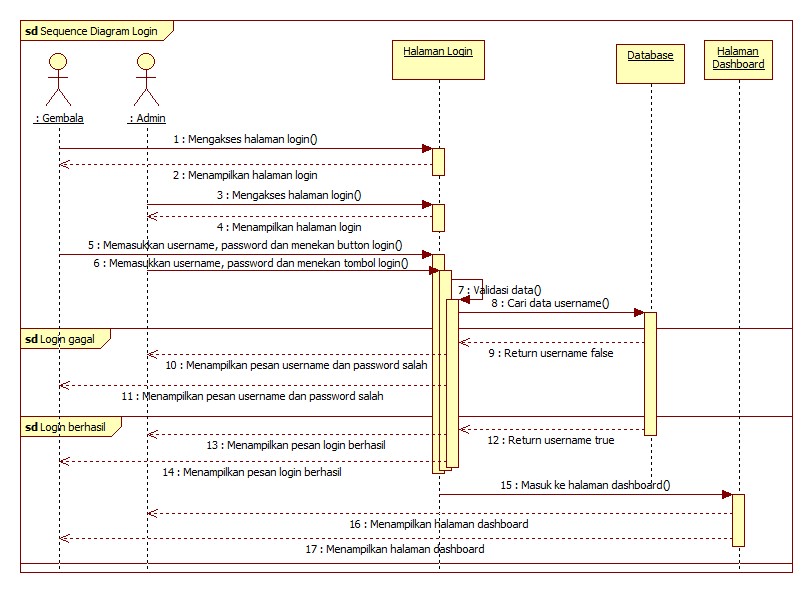 sd Sequence Diagram Login
Halaman Login
Database
Halaman
Dashboard
: Gembala
: Admin
1 : Mengakses halaman login()
2 : Menampilkan halaman login
3 : Mengakses halaman login()
4 : Menampilkan halaman login
5 : Memasukkan username, password dan menekan button login()
6 : Memasukkan username, password dan menekan tombol login()
7 : Validasi data()
8 : Cari data username()
sd Login gagal
9 : Return username false
10 : Menampilkan pesan username dan password salah
11 : Menampilkan pesan username dan password salah
sd Login berhasil
12 : Return username true
13 : Menampilkan pesan login berhasil
14 : Menampilkan pesan login berhasil
15 : Masuk ke halaman dashboard()
16 : Menampilkan halaman dashboard
17 : Menampilkan halaman dashboard